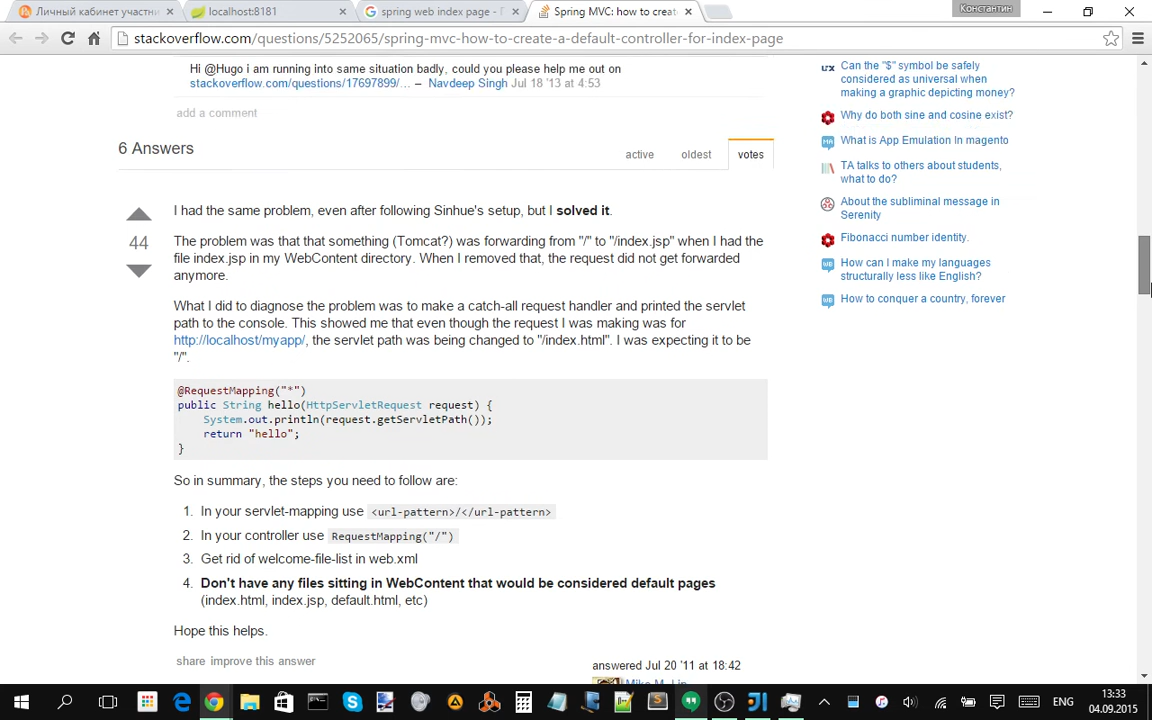 Личный кабинет участни
localhost:8181
spring web index page - 
Spring MVC: how to creat
Константин
stackoverflow.com/questions/5252065/spring-mvc-how-to-create-a-default-controller-for-index-page
Hi @Hugo i am running into same situation badly, could you please help me out on
stackoverflow.com/questions/17697899/... – Navdeep Singh Jul 18 '13 at 4:53
add a comment
6 Answers
active oldest votes
44
I had the same problem, even after following Sinhue's setup, but I solved it.
The problem was that that something (Tomcat?) was forwarding from "/" to "/index.jsp" when I had the
file index.jsp in my WebContent directory. When I removed that, the request did not get forwarded
anymore.
What I did to diagnose the problem was to make a catch-all request handler and printed the servlet
path to the console. This showed me that even though the request I was making was for
http://localhost/myapp/, the servlet path was being changed to "/index.html". I was expecting it to be
"/".
@RequestMapping("*")
public String hello(HttpServletRequest request) {
System.out.println(request.getServletPath());
return "hello";
}
So in summary, the steps you need to follow are:
1. In your servlet-mapping use <url-pattern>/</url-pattern>
2. In your controller use RequestMapping("/")
3. Get rid of welcome-file-list in web.xml
4. Don't have any files sitting in WebContent that would be considered default pages
(index.html, index.jsp, default.html, etc)
Hope this helps.
share improve this answer
answered Jul 20 '11 at 18:42
Mike M. Lin
UX
Can the "$" symbol be safely
considered as universal when
making a graphic depicting money?
Why do both sine and cosine exist?
MA
What is App Emulation In magento
TA talks to others about students,
what to do?
About the subliminal message in
Serenity
Fibonacci number identity.
WB
How can I make my languages
structurally less like English?
WB
How to conquer a country, forever
ENG
13:33
04.09.2015